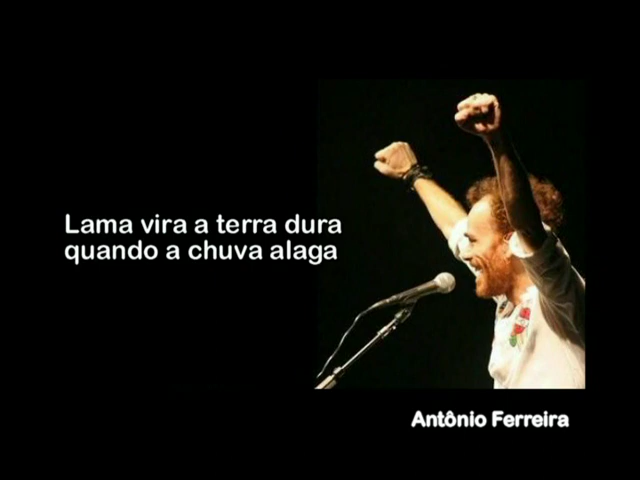 Lama vira a terra dura
quando a chuva alaga
Antônio Ferreira